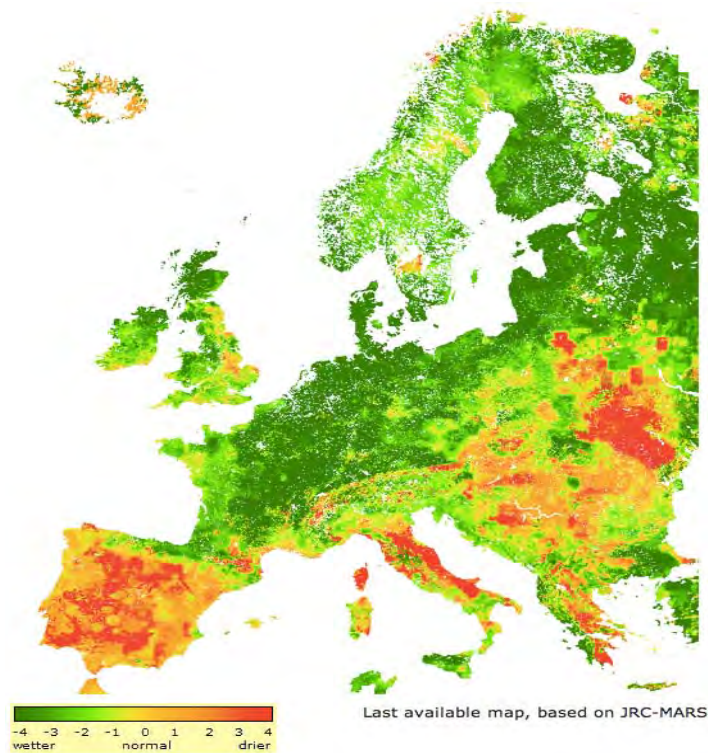 Last available map, based on JRC-MARS
-4 -3 -2 -1 0 1 2 3 4
wetter normal drier